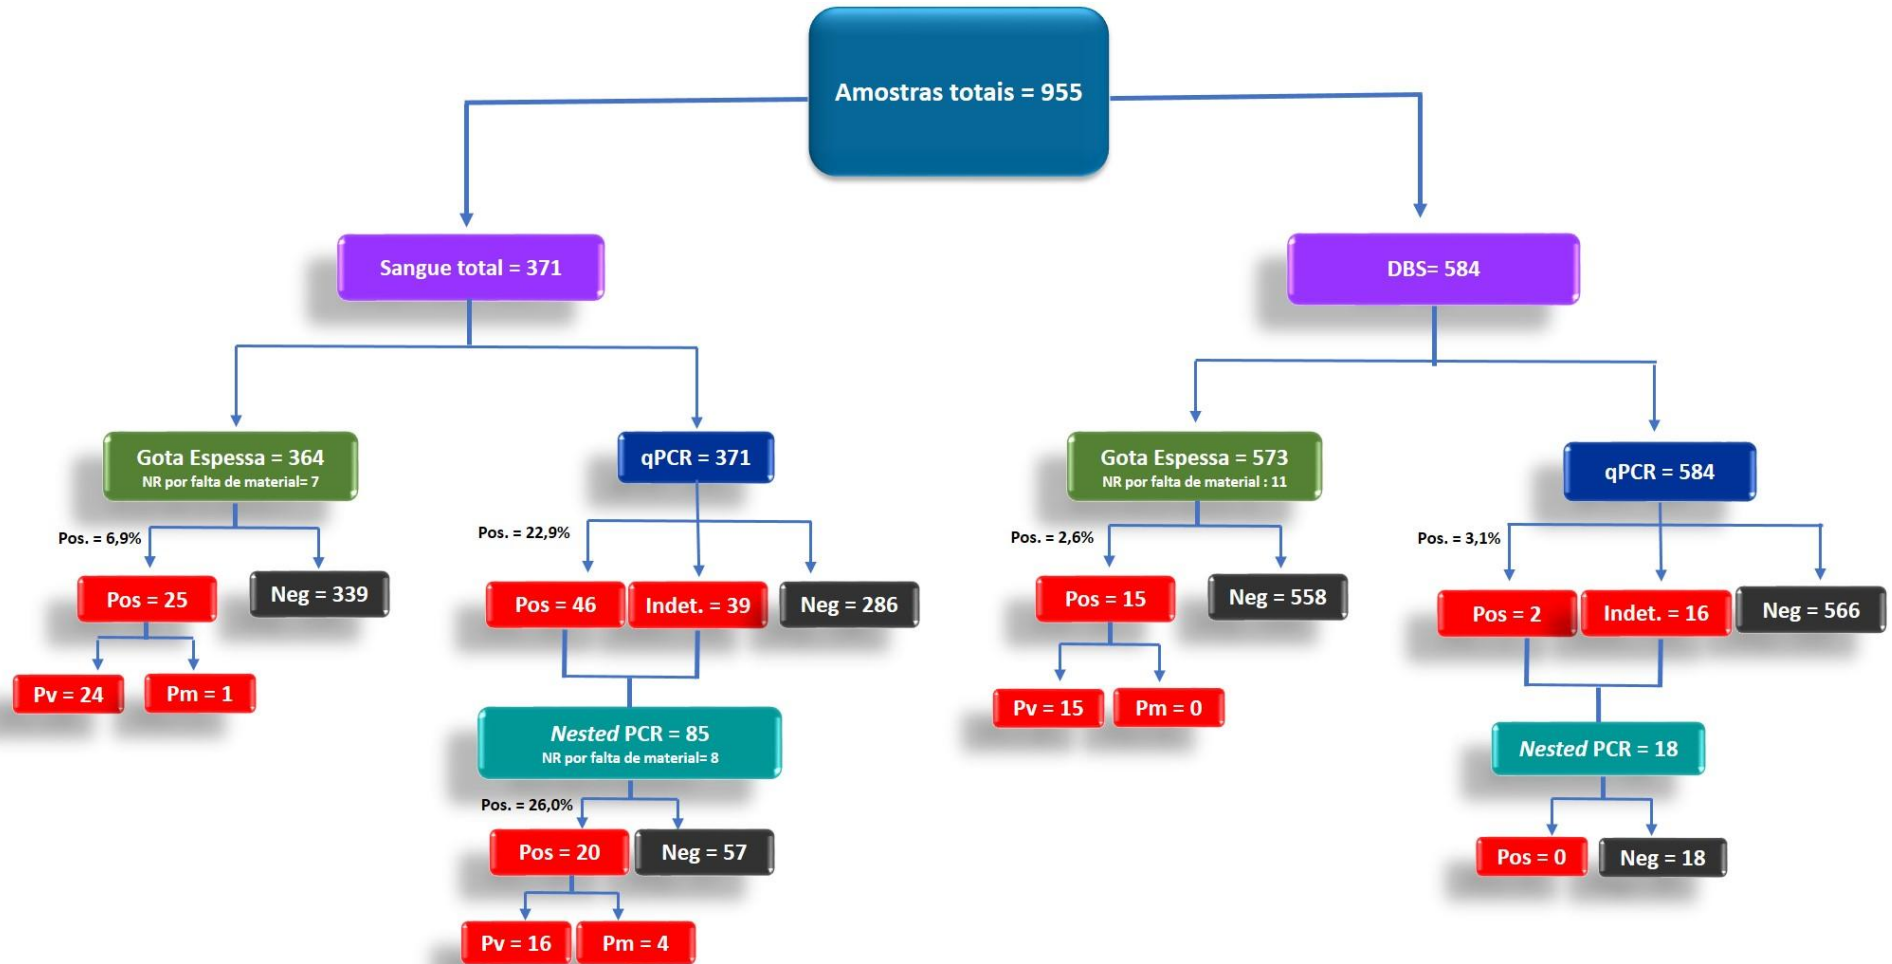 Amostras totais = 955
Sangue total = 371
DBS= 584
Gota Espessa = 364
NR por falta de material= 7
qPCR = 371
Gota Espessa = 573
NR por falta de material : 11
qPCR = 584
Pos. = 6,9%
Pos. = 22,9%
Pos. = 2,6%
Pos. = 3,1%
Pos = 25
Neg = 339
Pos = 46
Indet. = 39
Neg = 286
Pos = 15
Neg = 558
Pos = 2
Indet. = 16
Neg = 566
Pv = 24
Pm = 1
Pv = 15
Pm = 0
Nested PCR = 85
NR por falta de material= 8
Nested PCR = 18
Pos. = 26,0%
Pos = 20
Neg = 57
Pos = 0
Neg = 18
Pv = 16
Pm = 4